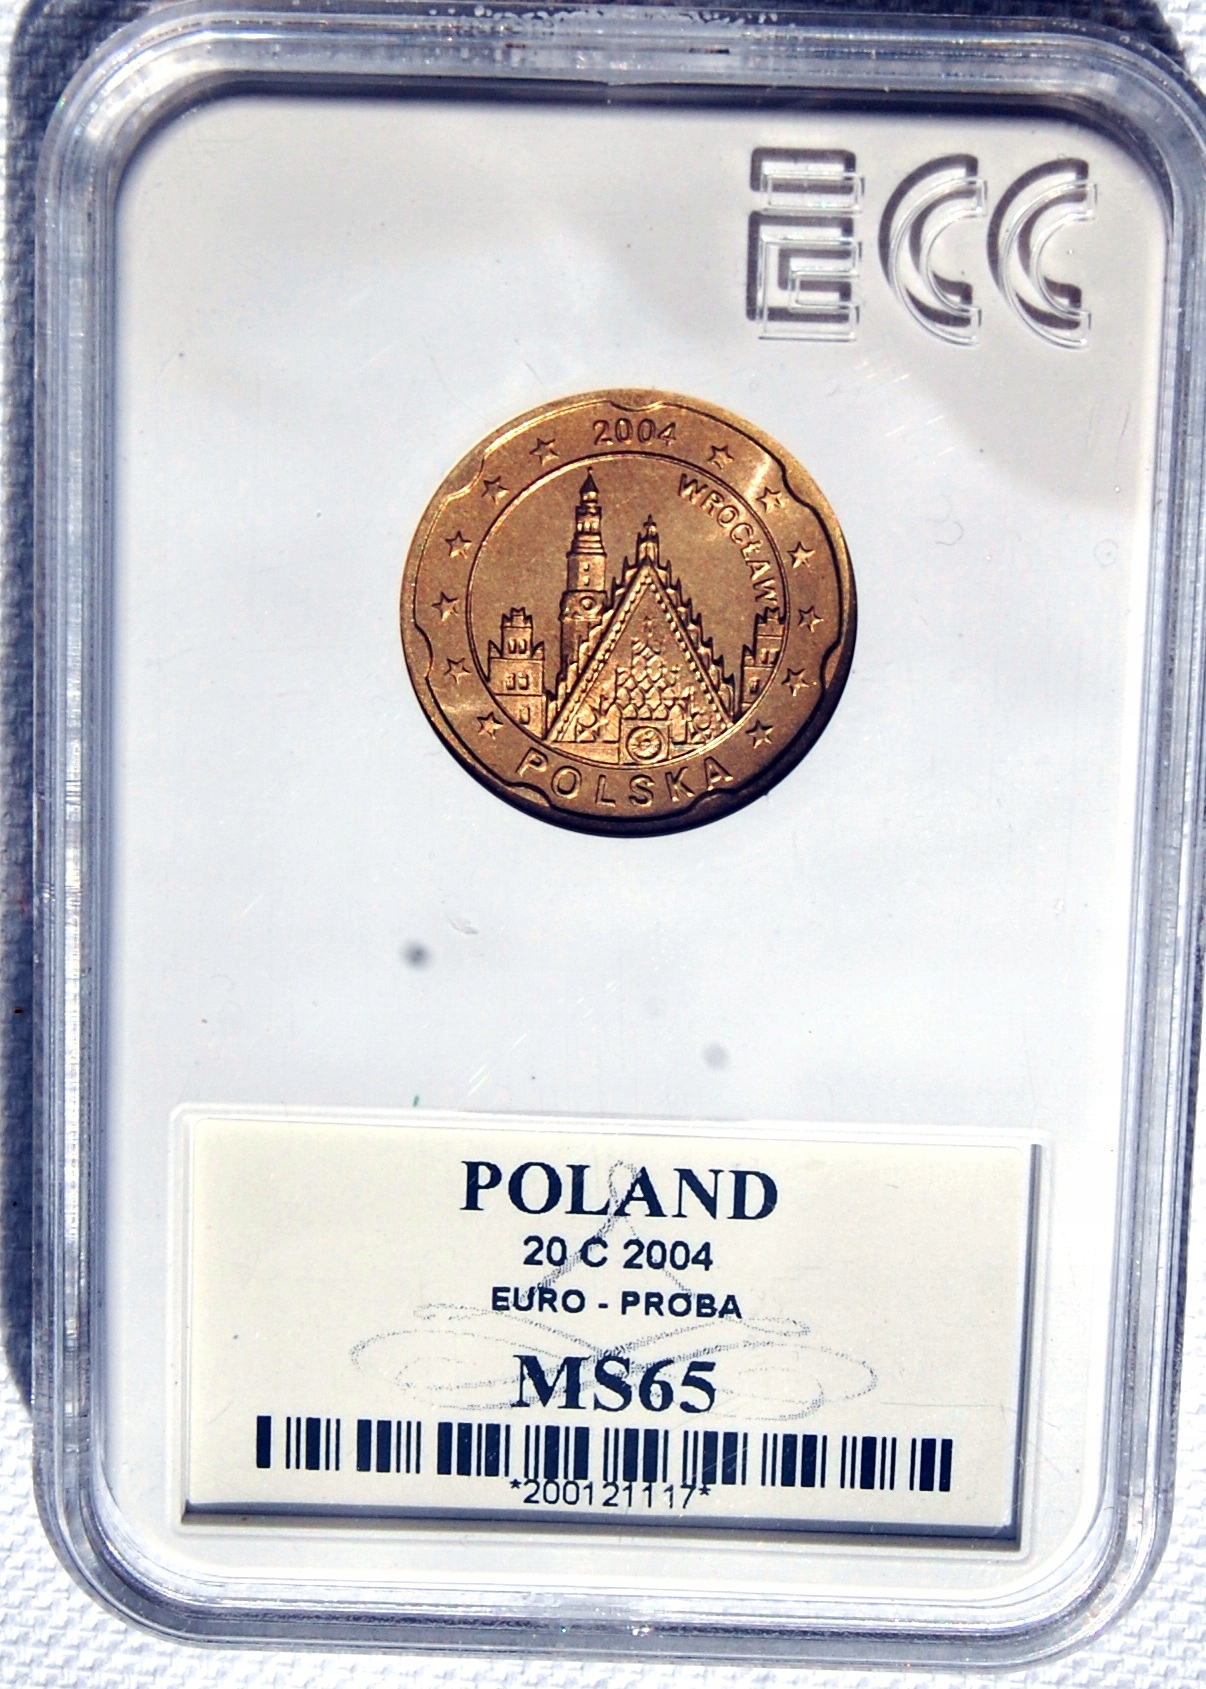 ECC
2004
WROCŁAW
POLSKA
POLAND
20 C 2004
EURO - PROBA
MS65
*200121117*